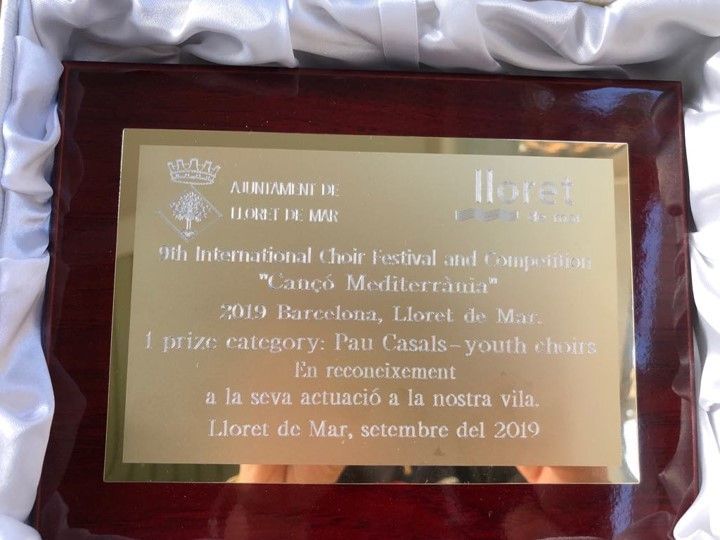 AJUNTAMENT DE
LLORET DE MAR
lloret
de mar
9th International Choir Festival and Competition
"Cançó Mediterrània"
2019 Barcelona, Lloret de Mar.
1 prize category: Pau Casals-youth choirs
En reconeixement
a la seva actuació a la nostra vila.
Lloret de Mar, setembre del 2019